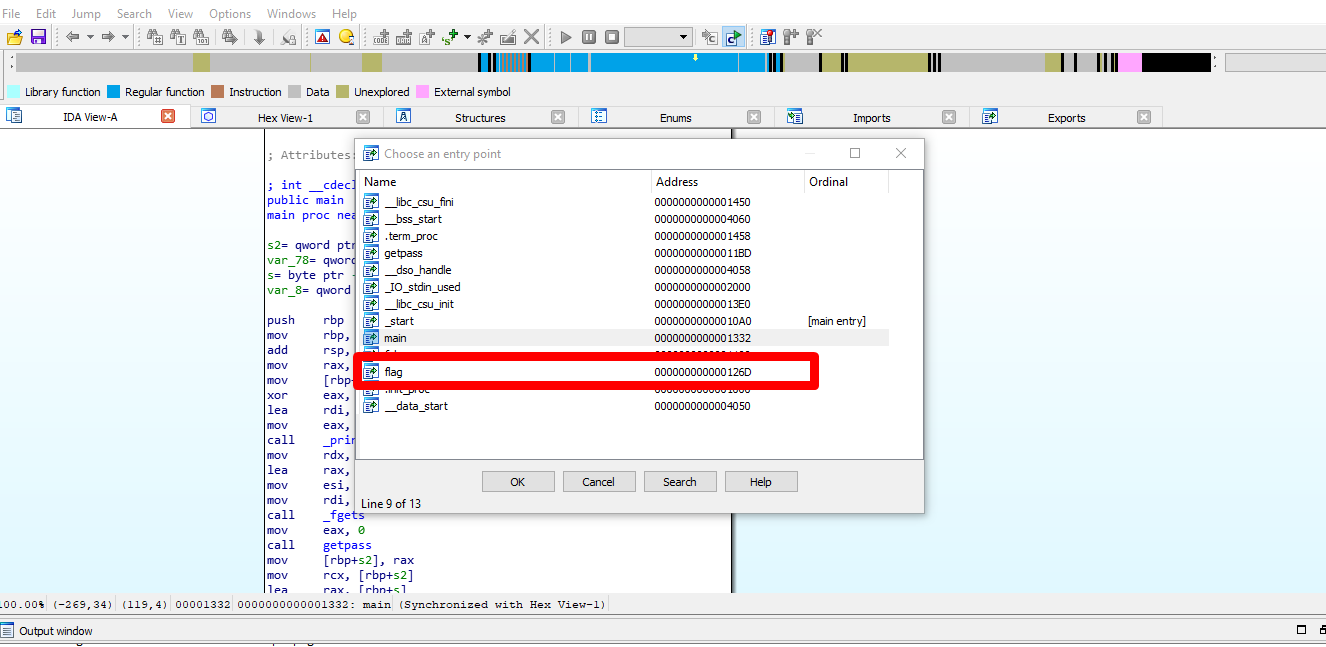 File Edit Jump Search View Options Windows Help
Library function Regular function Instruction Data Unexplored External symbol
IDA View-A Hex View-1 Structures Enums Imports Exports
; Attributes:
; int __cdecl
public main
main proc nea
s2= qword ptr
var_78= qword
s= byte ptr -
var_8= qword
push rbp
mov rbp,
add rsp,
mov rax,
mov [rbp+
xor eax,
lea rdi,
mov eax,
call _prin
mov rdx,
lea rax,
mov esi,
mov rdi,
call _fgets
mov eax, 0
call getpass
mov [rbp+s2], rax
mov rcx, [rbp+s2]
lea rax, [rbp+s]
Choose an entry point
Name Address Ordinal
__libc_csu_fini 0000000000001450
__bss_start 0000000000004060
.term_proc 0000000000001458
getpass 00000000000011BD
__dso_handle 0000000000004058
_IO_stdin_used 0000000000002000
__libc_csu_init 00000000000013E0
_start 00000000000010A0 [main entry]
main 0000000000001332
flag 000000000000126D
.init_proc 0000000000001000
__data_start 0000000000004050
OK Cancel Search Help
Line 9 of 13
100.00% (-269,34) (119,4) 00001332 0000000000001332: main (Synchronized with Hex View-1)
Output window